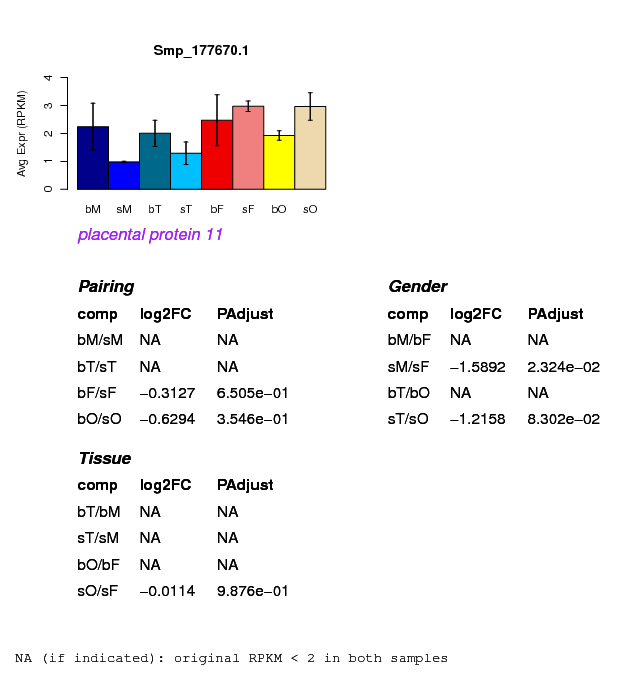 Smp_177670.1
Avg Expr (RPKM)
4
3
2
1
0
bM sM bT sT bF sF bO sO
placental protein 11
Pairing
comp log2FC PAdjust
bM/sM NA NA
bT/sT NA NA
bF/sF −0.3127 6.505e−01
bO/sO −0.6294 3.546e−01
Gender
comp log2FC PAdjust
bM/bF NA NA
sM/sF −1.5892 2.324e−02
bT/bO NA NA
sT/sO −1.2158 8.302e−02
Tissue
comp log2FC PAdjust
bT/bM NA NA
sT/sM NA NA
bO/bF NA NA
sO/sF −0.0114 9.876e−01
NA (if indicated): original RPKM < 2 in both samples